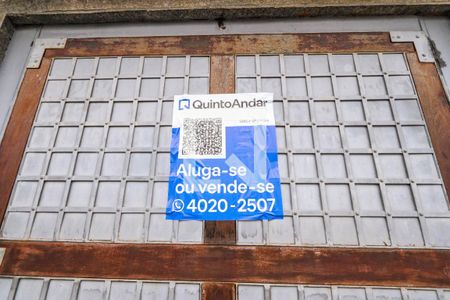 QuintoAndar
Aluga-se
ou vende-se
4020-2507